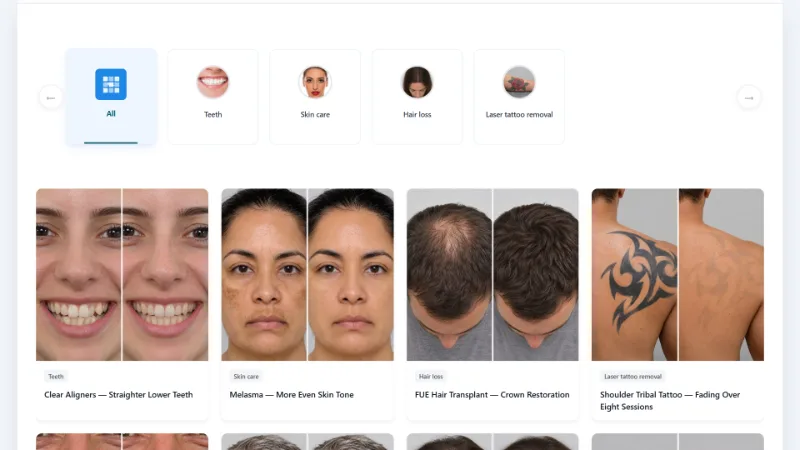 ←
All
Teeth
Skin care
Hair loss
Laser tattoo removal
→
Teeth
Clear Aligners — Straighter Lower Teeth
Skin care
Melasma — More Even Skin Tone
Hair loss
FUE Hair Transplant — Crown Restoration
Laser tattoo removal
Shoulder Tribal Tattoo — Fading Over
Eight Sessions